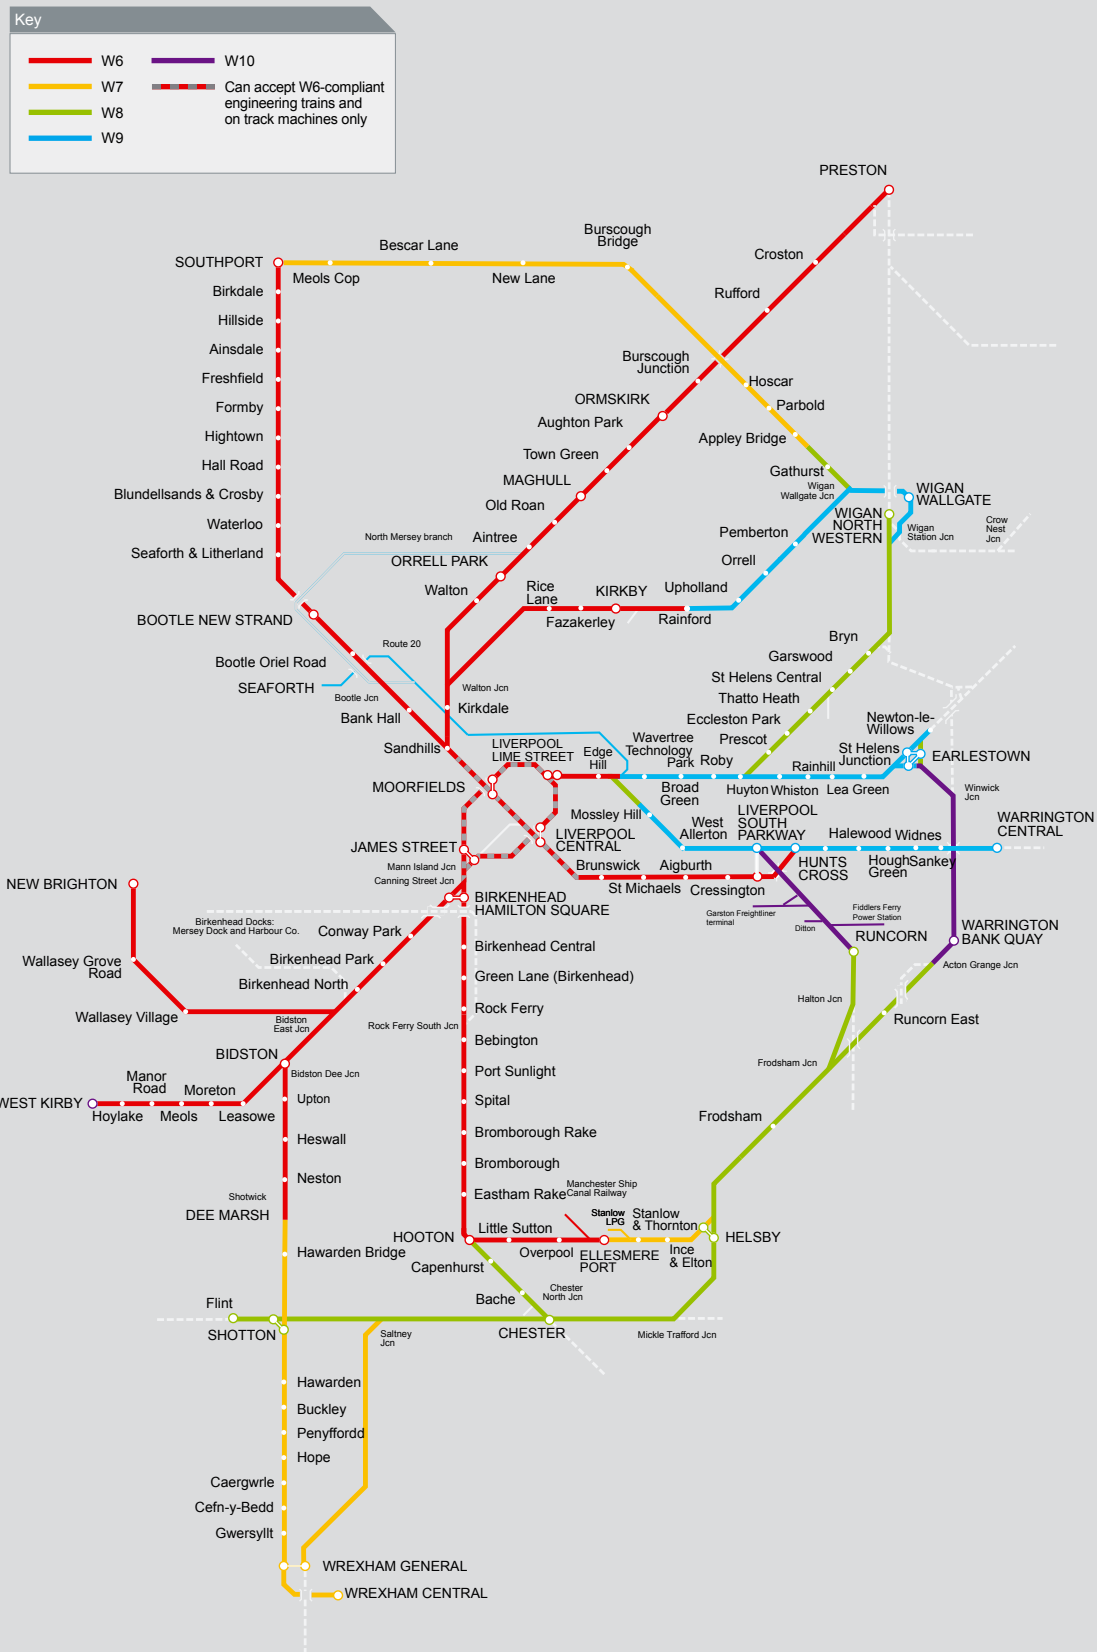 Key
W6
W10
W7
Can accept W6-compliant
engineering trains and
on track machines only
W8
W9
PRESTON
Burscough
Bridge
Bescar Lane
Croston
SOUTHPORT
Meols Cop
New Lane
Birkdale
Rufford
Hillside
Ainsdale
Burscough
Junction
Freshfield
Hoscar
ORMSKIRK
Parbold
Formby
Aughton Park
Hightown
Appley Bridge
Town Green
Hall Road
Gathurst
MAGHULL
Wigan
Wallgate Jcn
WIGAN
WALLGATE
Blundellsands & Crosby
Old Roan
WIGAN
NORTH
WESTERN
Waterloo
Wigan
Station Jcn
Crow
Nest
Jcn
Pemberton
North Mersey branch
Aintree
Seaforth & Litherland
ORRELL PARK
Orrell
Walton
Rice
Lane
KIRKBY
Upholland
BOOTLE NEW STRAND
Fazakerley
Rainford
Bryn
Route 20
Garswood
Bootle Oriel Road
St Helens Central
SEAFORTH
Walton Jcn
Bootle Jcn
Thatto Heath
Kirkdale
Bank Hall
Eccleston Park
Newton-le-
Willows
Sandhills
LIVERPOOL
LIME STREET
Edge
Hill
Wavertree
Technology
Park
Prescot
Roby
St Helens
Junction
EARLESTOWN
Rainhill
MOORFIELDS
Broad
Green
Huyton
Whiston
Lea Green
Winwick
Jcn
Mossley Hill
West
Allerton
LIVERPOOL
SOUTH
PARKWAY
WARRINGTON
CENTRAL
Halewood
Widnes
JAMES STREET
LIVERPOOL
CENTRAL
Mann Island Jcn
Brunswick
Aigburth
HUNTS
CROSS
Hough
Green
Sankey
Canning Street Jcn
St Michaels
Cressington
NEW BRIGHTON
BIRKENHEAD
HAMILTON SQUARE
Garston Freightliner
terminal
Fiddlers Ferry
Power Station
Birkenhead Docks:
Mersey Dock and Harbour Co.
Conway Park
Ditton
WARRINGTON
BANK QUAY
RUNCORN
Birkenhead Central
Wallasey Grove
Road
Birkenhead Park
Acton Grange Jcn
Birkenhead North
Green Lane (Birkenhead)
Halton Jcn
Wallasey Village
Bidston
East Jcn
Rock Ferry
Runcorn East
Rock Ferry South Jcn
Bebington
BIDSTON
Bidston Dee Jcn
Frodsham Jcn
Manor
Road
Moreton
Port Sunlight
WEST KIRBY
Upton
Spital
Hoylake
Meols
Leasowe
Frodsham
Bromborough Rake
Heswall
Bromborough
Neston
Manchester Ship
Canal Railway
Eastham Rake
Shotwick
DEE MARSH
Stanlow
LPG
Stanlow
& Thornton
Little Sutton
HOOTON
HELSBY
Hawarden Bridge
Overpool
ELLESMERE
PORT
Ince
& Elton
Capenhurst
Chester
North Jcn
Bache
Flint
SHOTTON
Saltney
Jcn
CHESTER
Mickle Trafford Jcn
Hawarden
Buckley
Penyffordd
Hope
Caergwrle
Cefn-y-Bedd
Gwersyllt
WREXHAM GENERAL
WREXHAM CENTRAL